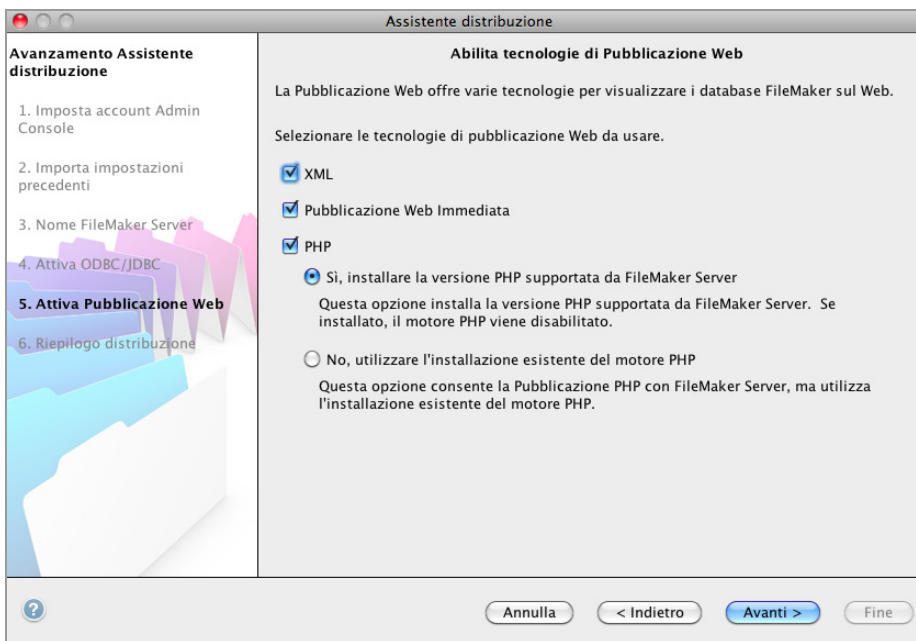 Assistente distribuzione
Avanzamento Assistente
distribuzione
1. Imposta account Admin
Console
2. Importa impostazioni
precedenti
3. Nome FileMaker Server
4. Attiva ODBC/JDBC
5. Attiva Pubblicazione Web
6. Riepilogo distribuzione
Abilita tecnologie di Pubblicazione Web
La Pubblicazione Web offre varie tecnologie per visualizzare i database FileMaker sul Web.
Selezionare le tecnologie di pubblicazione Web da usare.
XML
Pubblicazione Web Immediata
PHP
Sì, installare la versione PHP supportata da FileMaker Server
Questa opzione installa la versione PHP supportata da FileMaker Server. Se
installato, il motore PHP viene disabilitato.
No, utilizzare l'installazione esistente del motore PHP
Questa opzione consente la Pubblicazione PHP con FileMaker Server, ma utilizza
l'installazione esistente del motore PHP.
?
Annulla
< Indietro
Avanti >
Fine